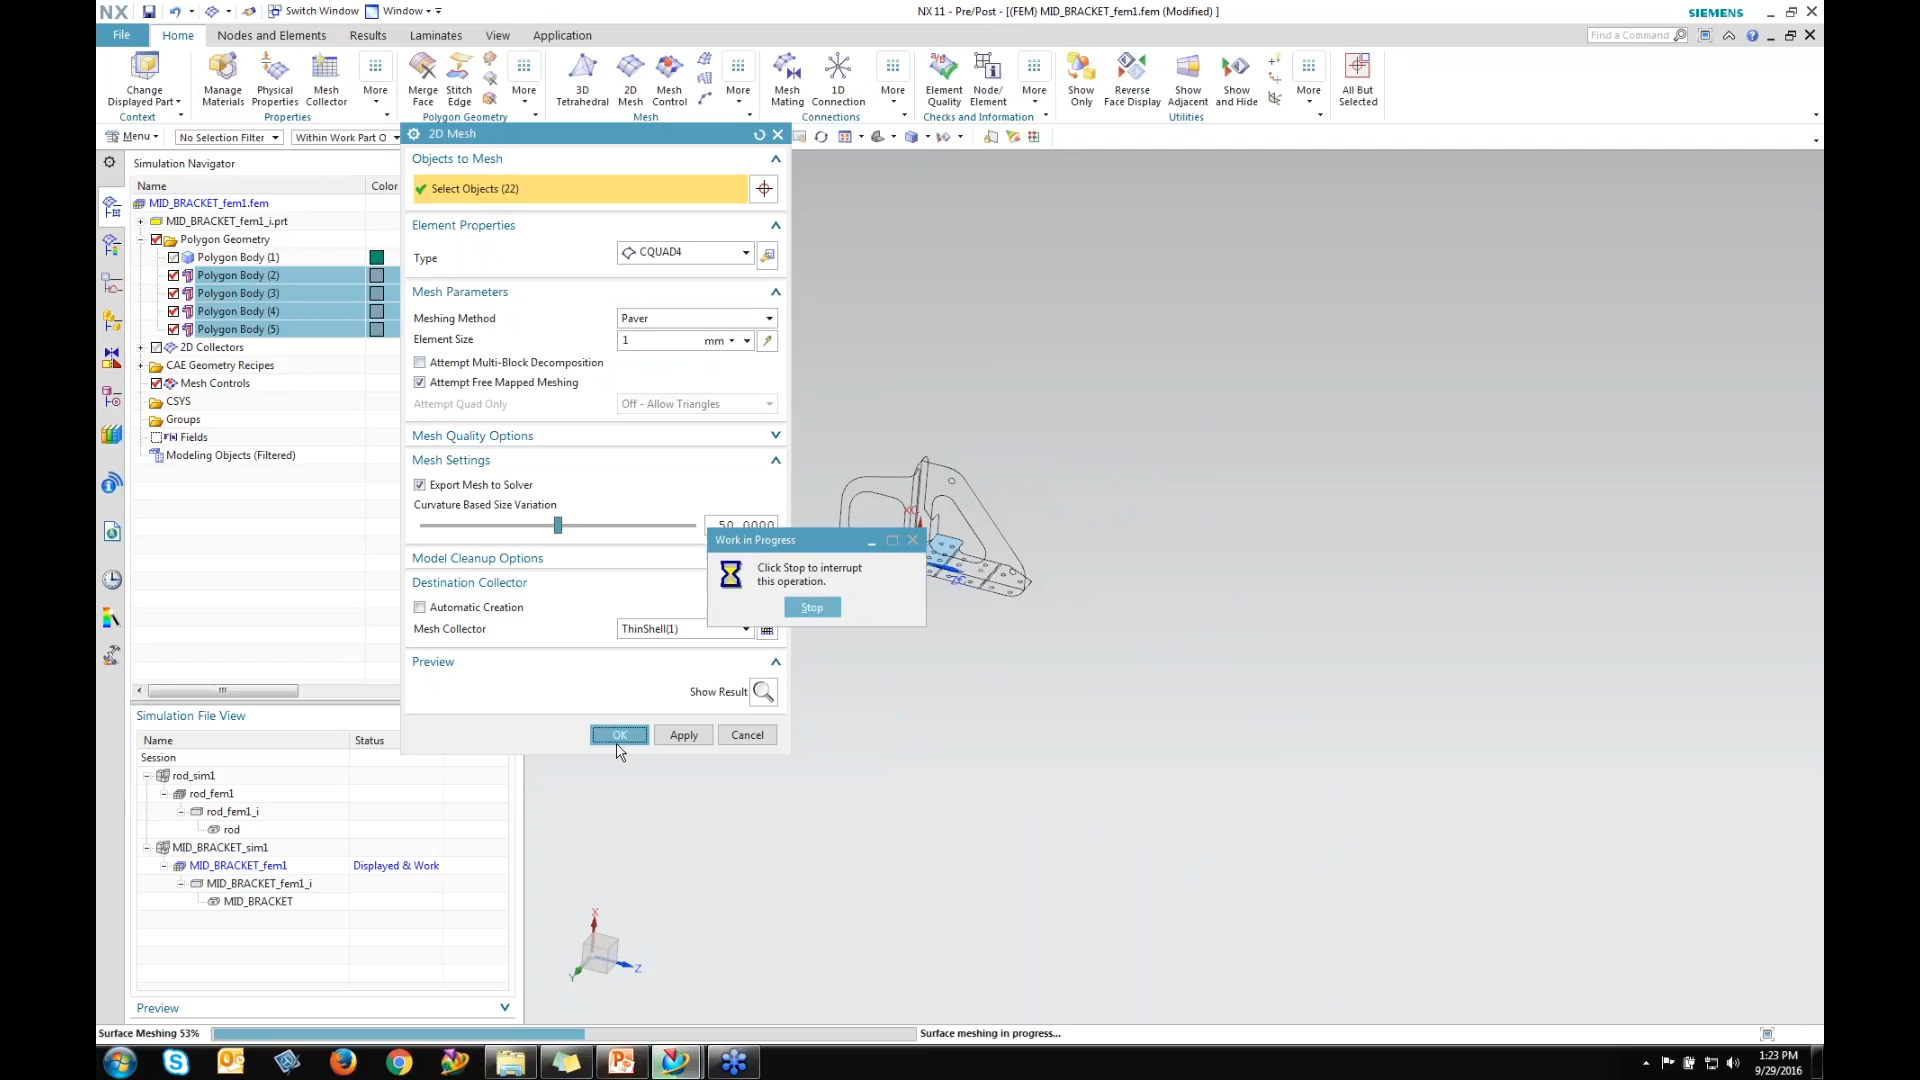 NX
Switch Window
Window
NX 11 - Pre/Post - [(FEM) MID_BRACKET_fem1.fem (Modified) ]
SIEMENS
File
Home
Nodes and Elements
Results
Laminates
View
Application
Find a Command
Change Displayed Part
Manage Materials
Physical Properties
Mesh Collector
More
Merge Face
Stitch Edge
More
3D Tetrahedral
2D Mesh
Mesh Control
More
Mesh Mating
1D Connection
More
Element Quality
Node/ Element
More
Show Only
Reverse Face Display
Show Adjacent
Show and Hide
More
All But Selected
Context
Properties
Polygon Geometry
Mesh
Connections
Checks and Information
Utilities
Menu
No Selection Filter
Within Work Part O
Simulation Navigator
Name
Color
MID_BRACKET_fem1.fem
MID_BRACKET_fem1_i.prt
Polygon Geometry
Polygon Body (1)
Polygon Body (2)
Polygon Body (3)
Polygon Body (4)
Polygon Body (5)
2D Collectors
CAE Geometry Recipes
Mesh Controls
CSYS
Groups
Fields
Modeling Objects (Filtered)
2D Mesh
Objects to Mesh
Select Objects (22)
Element Properties
Type
CQUAD4
Mesh Parameters
Meshing Method
Paver
Element Size
1
mm
Attempt Multi-Block Decomposition
Attempt Free Mapped Meshing
Attempt Quad Only
Off - Allow Triangles
Mesh Quality Options
Mesh Settings
Export Mesh to Solver
Curvature Based Size Variation
50.0000
Model Cleanup Options
Destination Collector
Automatic Creation
Mesh Collector
ThinShell(1)
Preview
Show Result
OK
Apply
Cancel
Work in Progress
Click Stop to interrupt
this operation.
Stop
XC
ZC
X
Y
Z
Simulation File View
Name
Status
Session
rod_sim1
rod_fem1
rod_fem1_i
rod
MID_BRACKET_sim1
MID_BRACKET_fem1
Displayed & Work
MID_BRACKET_fem1_i
MID_BRACKET
Preview
Surface Meshing 53%
Surface meshing in progress...
1:23 PM
9/29/2016